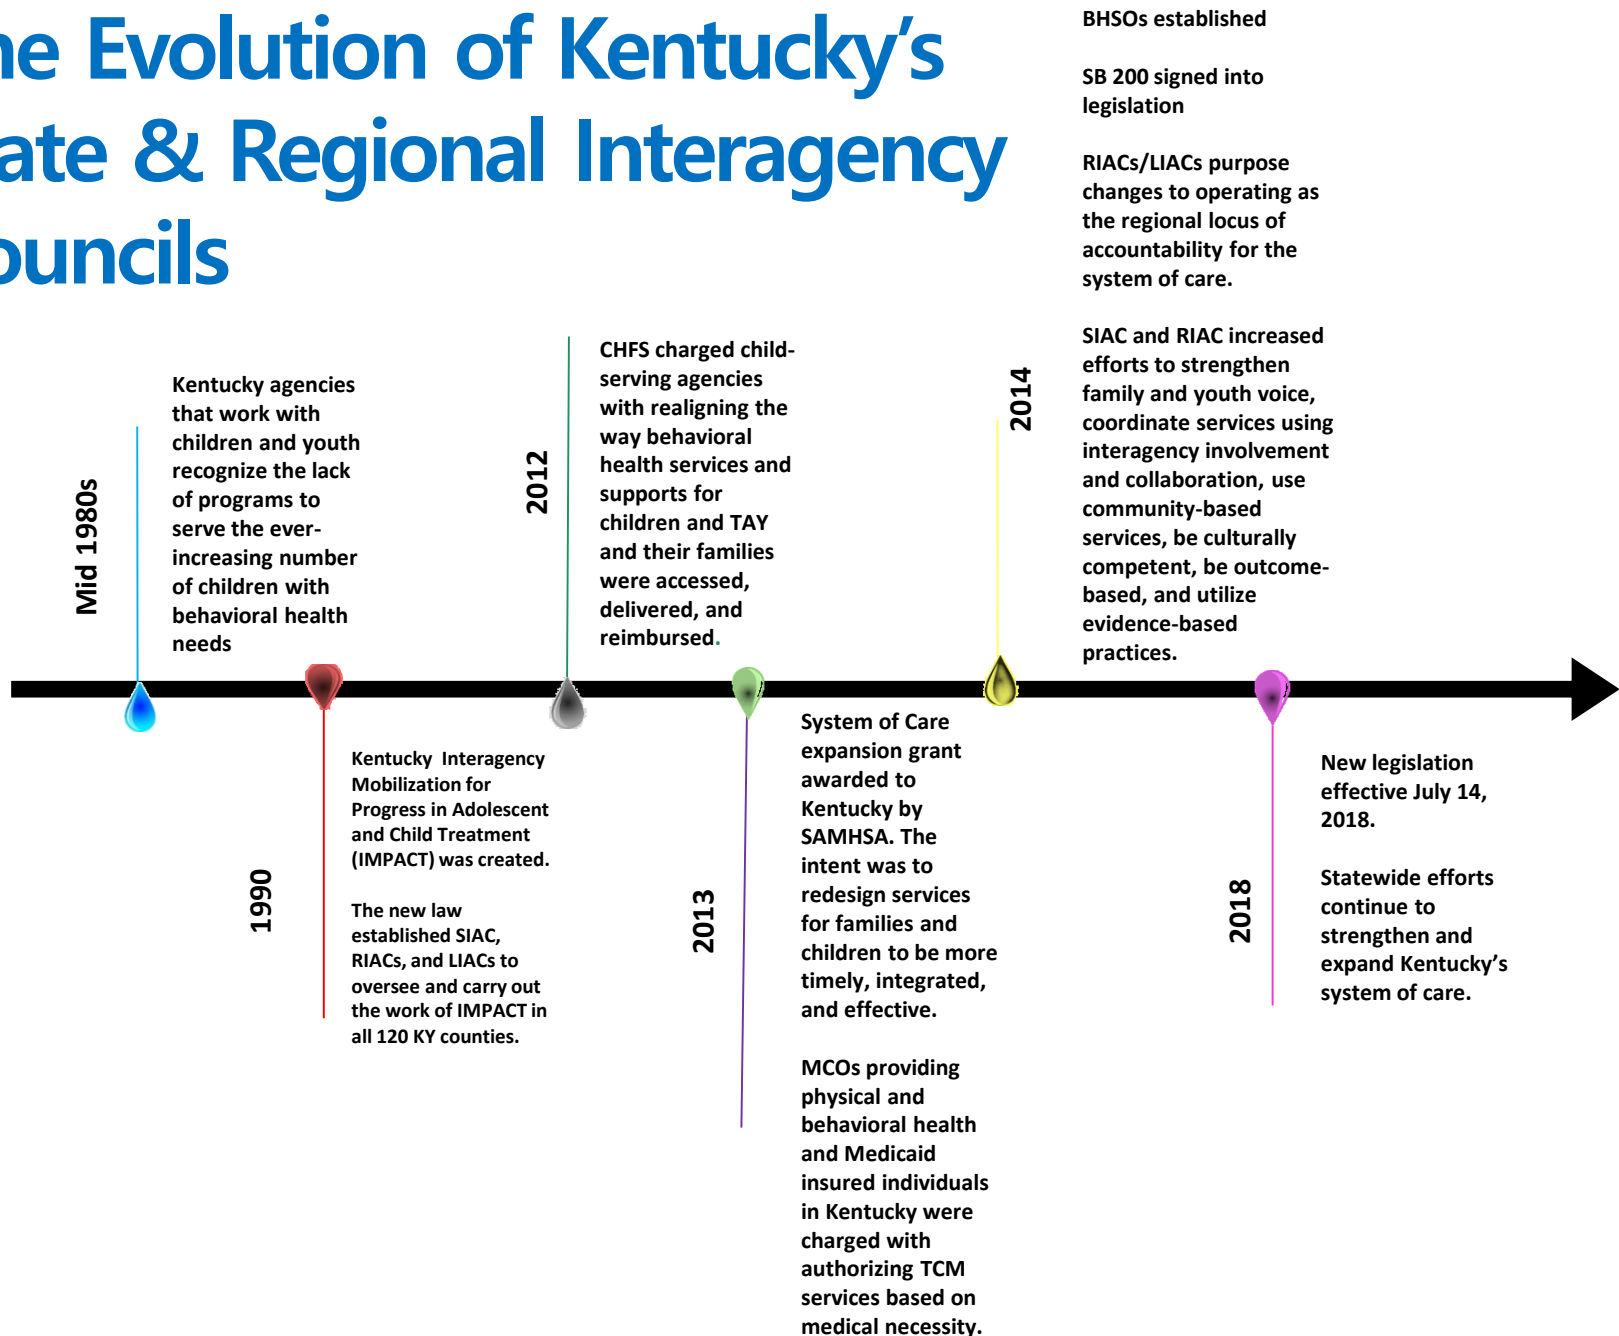 he Evolution of Kentucky's
ate & Regional Interagency
ouncils
Mid 1980s
Kentucky agencies
that work with
children and youth
recognize the lack
of programs to
serve the ever-
increasing number
of children with
behavioral health
needs
1990
Kentucky Interagency
Mobilization for
Progress in Adolescent
and Child Treatment
(IMPACT) was created.
The new law
established SIAC,
RIACs, and LIACs to
oversee and carry out
the work of IMPACT in
all 120 KY counties.
2012
CHFS charged child-
serving agencies
with realigning the
way behavioral
health services and
supports for
children and TAY
and their families
were accessed,
delivered, and
reimbursed.
2013
System of Care
expansion grant
awarded to
Kentucky by
SAMHSA. The
intent was to
redesign services
for families and
children to be more
timely, integrated,
and effective.
MCOs providing
physical and
behavioral health
and Medicaid
insured individuals
in Kentucky were
charged with
authorizing TCM
services based on
medical necessity.
2014
BHSOs established
SB 200 signed into
legislation
RIACs/LIACs purpose
changes to operating as
the regional locus of
accountability for the
system of care.
SIAC and RIAC increased
efforts to strengthen
family and youth voice,
coordinate services using
interagency involvement
and collaboration, use
community-based
services, be culturally
competent, be outcome-
based, and utilize
evidence-based
practices.
2018
New legislation
effective July 14,
2018.
Statewide efforts
continue to
strengthen and
expand Kentucky's
system of care.